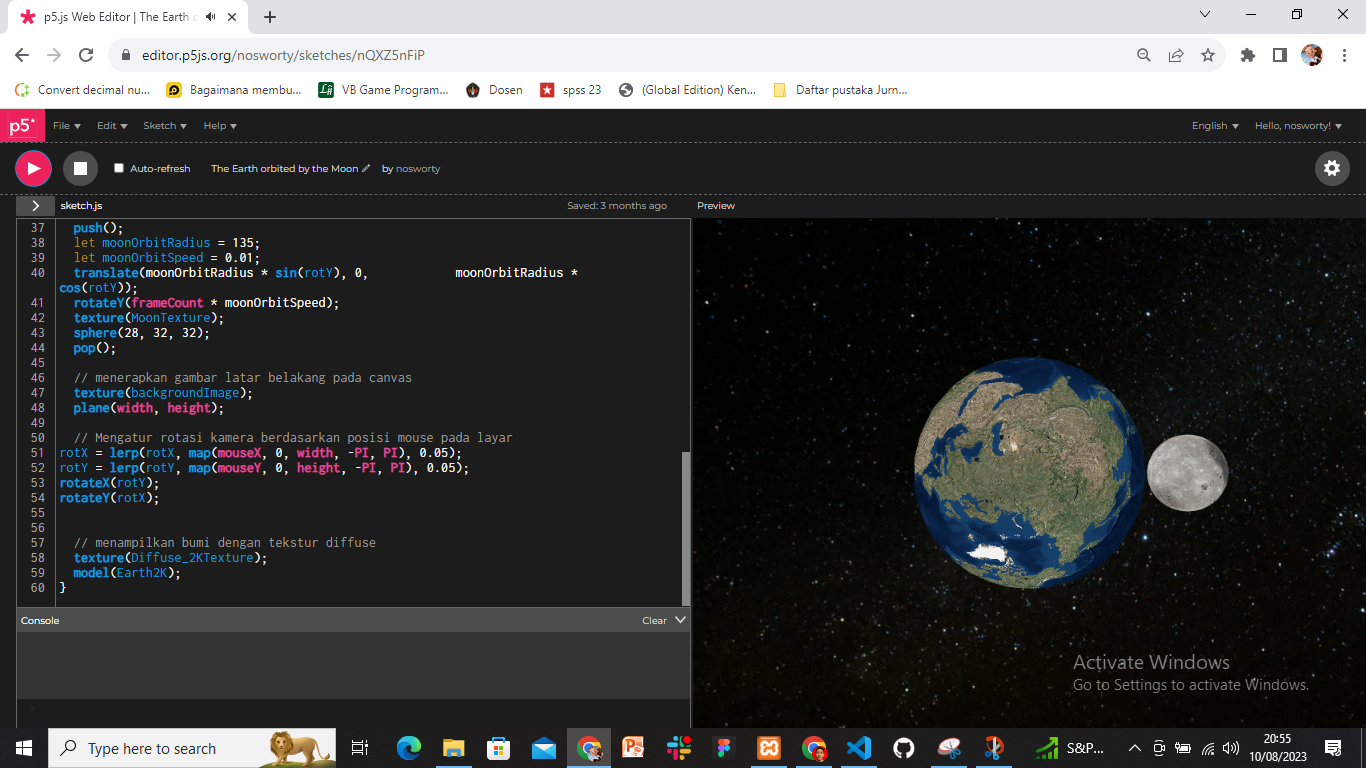 p5.js Web Editor | The Earth o
editor.p5js.org/nosworty/sketches/nQXZ5nFiP
Convert decimal nu... Bagaimana membu... VB Game Program... Dosen spss 23 (Global Edition) Ken... Daftar pustaka Jurn...
p5* File Edit Sketch Help English Hello, nosworty!
Auto-refresh The Earth orbited by the Moon by nosworty
sketch.js Saved: 3 months ago Preview
37 push();
38 let moonOrbitRadius = 135;
39 let moonOrbitSpeed = 0.01;
40 translate(moonOrbitRadius * sin(rotY), 0, moonOrbitRadius *
cos(rotY));
41 rotateY(frameCount * moonOrbitSpeed);
42 texture(MoonTexture);
43 sphere(28, 32, 32);
44 pop();
45
46 // menerapkan gambar latar belakang pada canvas
47 texture(backgroundImage);
48 plane(width, height);
49
50 // Mengatur rotasi kamera berdasarkan posisi mouse pada layar
51 rotX = lerp(rotX, map(mouseX, 0, width, -PI, PI), 0.05);
52 rotY = lerp(rotY, map(mouseY, 0, height, -PI, PI), 0.05);
53 rotateX(rotY);
54 rotateY(rotX);
55
56
57 // menampilkan bumi dengan tekstur diffuse
58 texture(Diffuse_2KTexture);
59 model(Earth2K);
60 }
Console Clear
Activate Windows
Go to Settings to activate Windows.
Type here to search S&P... 20:55
10/08/2023